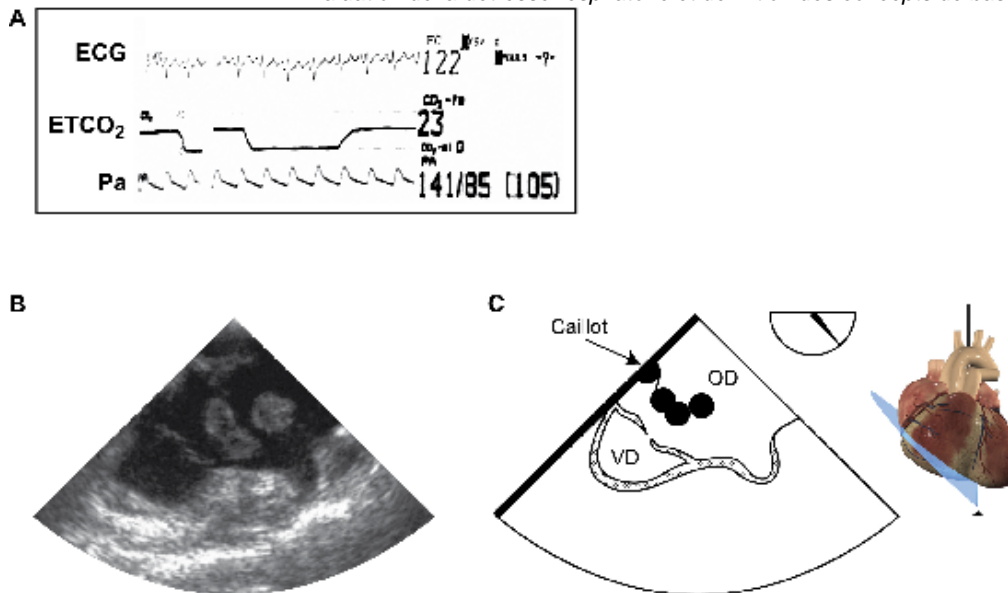 A
ECG
122
ETCO₂
23
Pa
141/85 (105)
B
C
Caillot
OD
VD